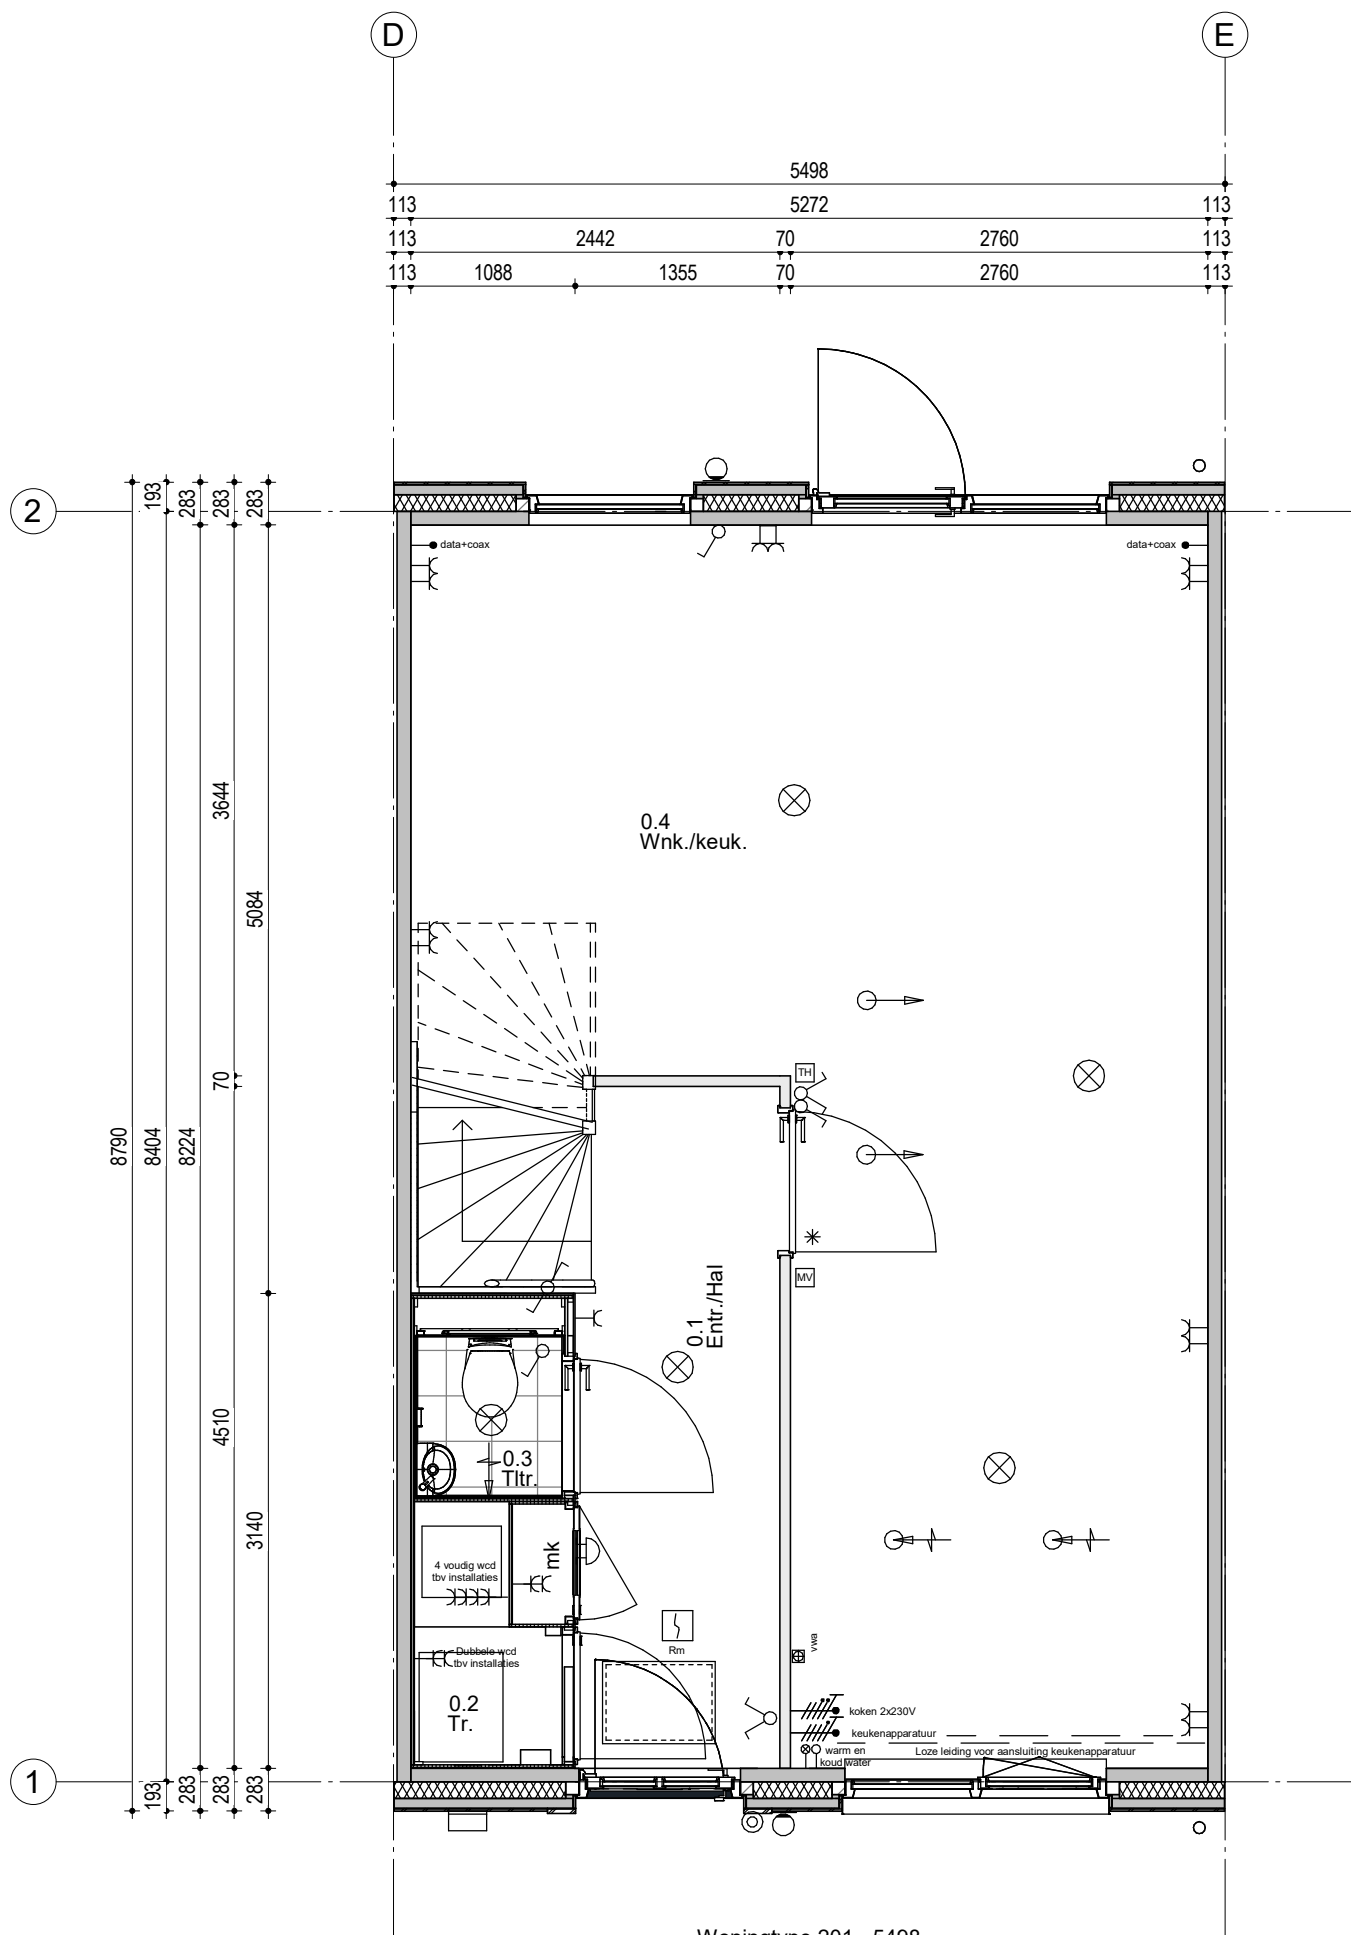 D
E
5498
113
5272
113
113
2442
70
2760
113
113
1088
1355
70
2760
113
2
193
283
283
283
data+coax
data+coax
3644
0.4
Wnk./keuk.
5084
70
TH
8790
8404
8224
MV
0.1
Entr./Hal
4510
0.3
Tltr.
3140
mk
4 voudig wcd
tbv installaties
Rm
vwa
Dubbele wcd
tbv installaties
0.2
Tr.
koken 2x230V
keukenapparatuur
warm en
koud water
Loze leiding voor aansluiting keukenapparatuur
1
193
283
283
283
Woningtype 201 - 5498